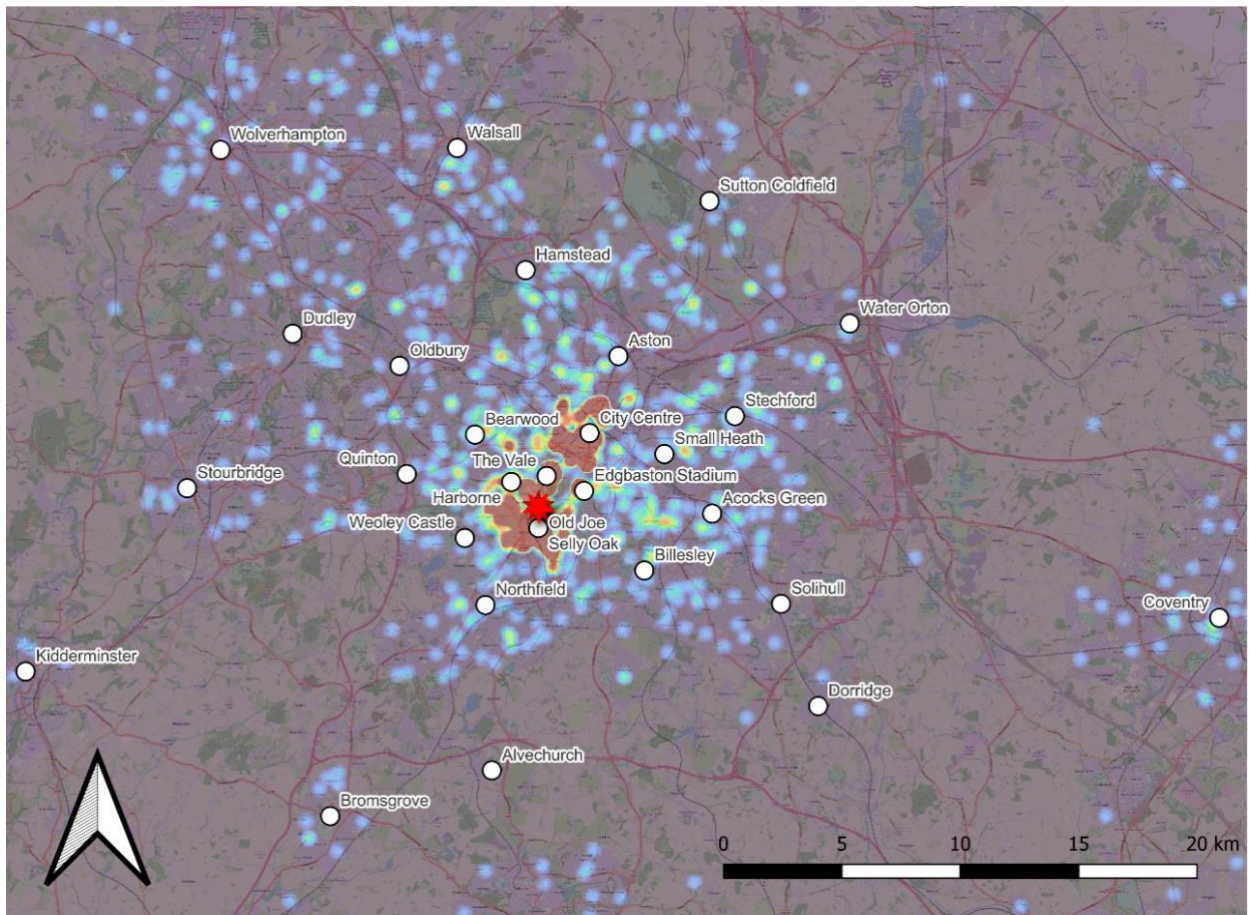 Wolverhampton
Walsall
Sutton Coldfield
Hamstead
Water Orton
Dudley
Aston
Oldbury
Stechford
Bearwood
City Centre
Small Heath
Quinton
The Vale
Edgbaston Stadium
Stourbridge
Harborne
Acocks Green
Weoley Castle
Old Joe
Selly Oak
Billesley
Northfield
Solihull
Coventry
Kidderminster
Dorridge
Alvechurch
Bromsgrove
0 5 10 15 20 km